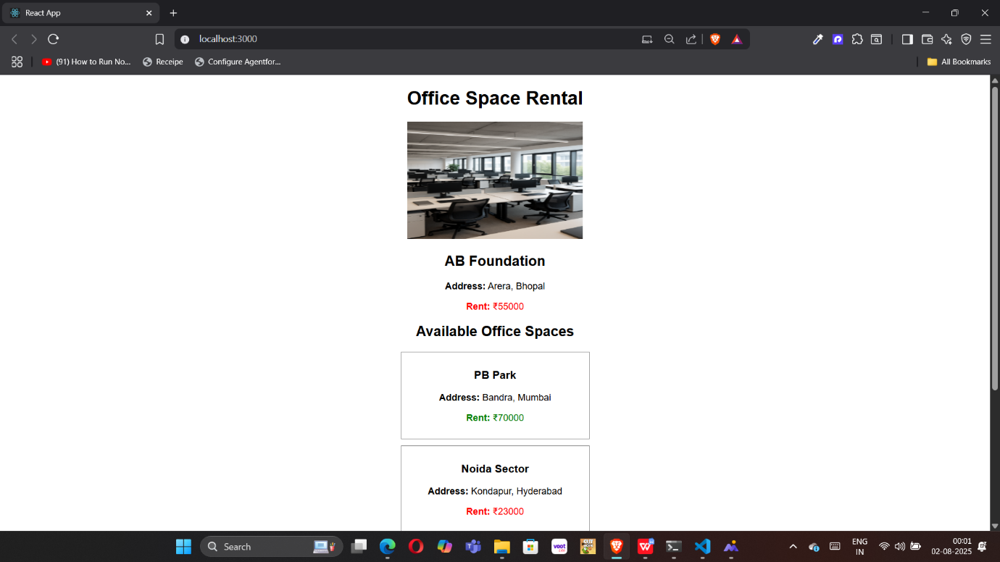 React App
localhost:3000
(91) How to Run No...
Receipe
Configure Agentfor...
All Bookmarks
Office Space Rental
AB Foundation
Address: Arera, Bhopal
Rent: ₹55000
Available Office Spaces
PB Park
Address: Bandra, Mumbai
Rent: ₹70000
Noida Sector
Address: Kondapur, Hyderabad
Rent: ₹23000
Search
voot
ENG
IN
00:01
02-08-2025